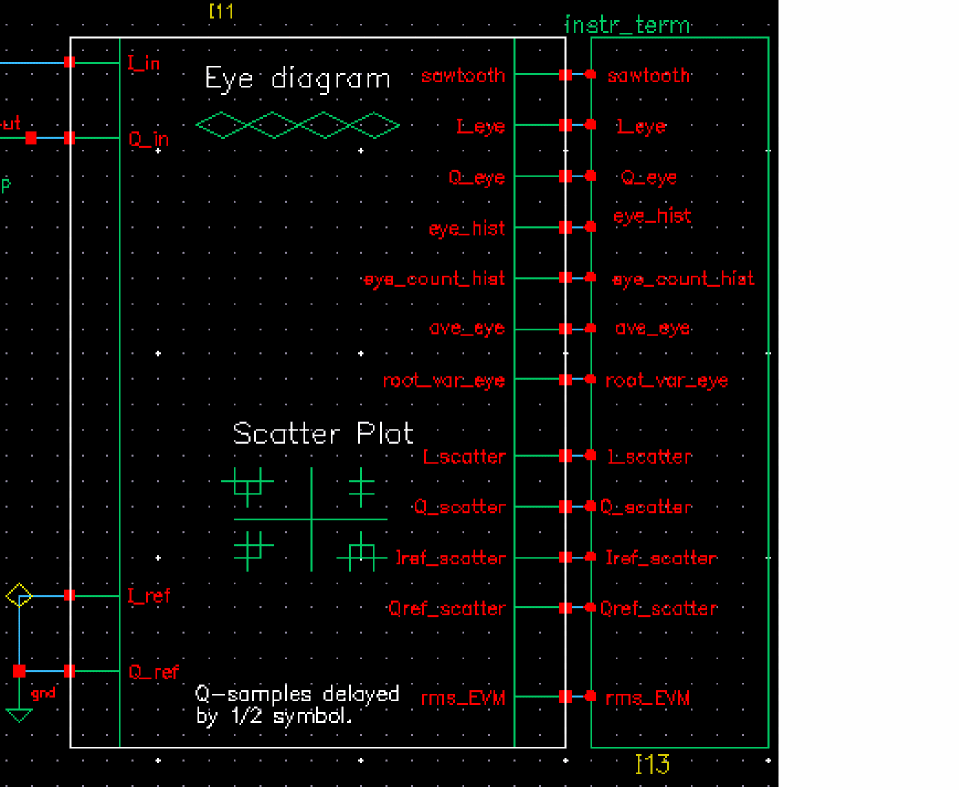 I11
instr_term
I_in
Eye diagram
sawtooth
sawtooth
I_eye
I_eye
Q_in
Q_eye
Q_eye
eye_hist
eye_hist
eye_count_hist
eye_count_hist
ave_eye
ave_eye
root_var_eye
root_var_eye
Scatter Plot
I_scatter
I_scatter
Q_scatter
Q_scatter
Iref_scatter
Iref_scatter
I_ref
Qref_scatter
Qref_scatter
Q_ref
gnd
Q-samples delayed
by 1/2 symbol.
rms_EVM
rms_EVM
I13